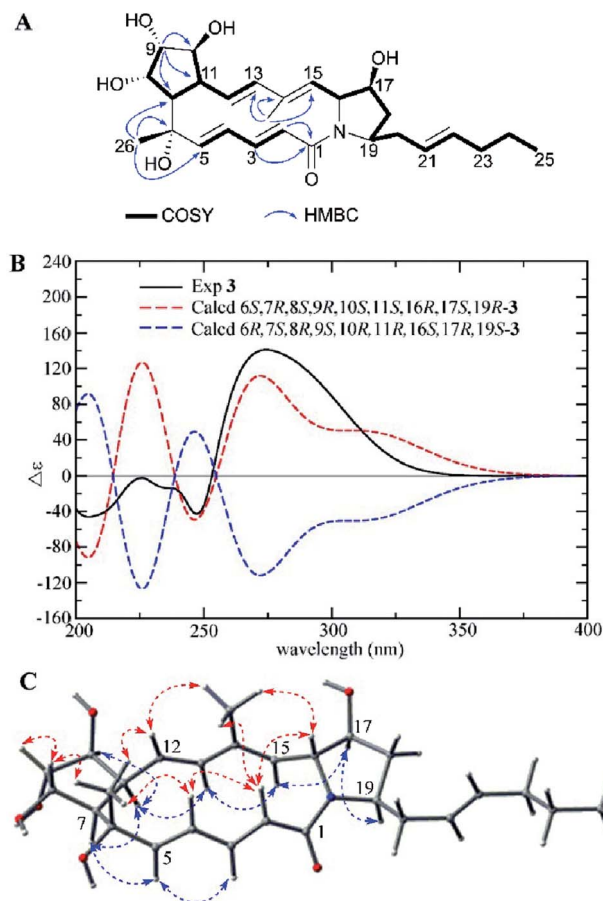 A
HO
9
OH
HO
11
13
15
OH
17
26
HO
5
3
1
N
O
19
21
23
25
COSY
HMBC
B
240
200
160
120
80
40
0
-40
-80
-120
-160
Δε
Exp 3
Calcd 6S,7R,8S,9R,10S,11S,16R,17S,19R-3
Calcd 6R,7S,8R,9S,10R,11R,16S,17R,19S-3
200 250 300 350 400
wavelength (nm)
C
12
15
17
19
7
5
1